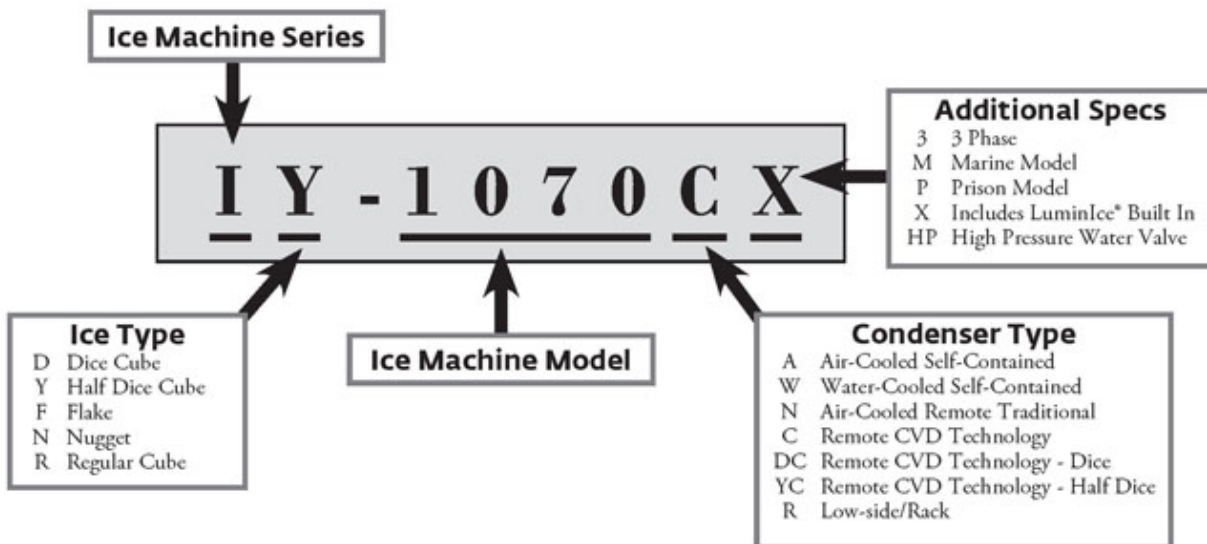 Ice Machine Series
I Y - 1 0 7 0 C X
Additional Specs
3 3 Phase
M Marine Model
P Prison Model
X Includes LuminIce® Built In
HP High Pressure Water Valve
Ice Type
D Dice Cube
Y Half Dice Cube
F Flake
N Nugget
R Regular Cube
Ice Machine Model
Condenser Type
A Air-Cooled Self-Contained
W Water-Cooled Self-Contained
N Air-Cooled Remote Traditional
C Remote CVD Technology
DC Remote CVD Technology - Dice
YC Remote CVD Technology - Half Dice
R Low-side/Rack